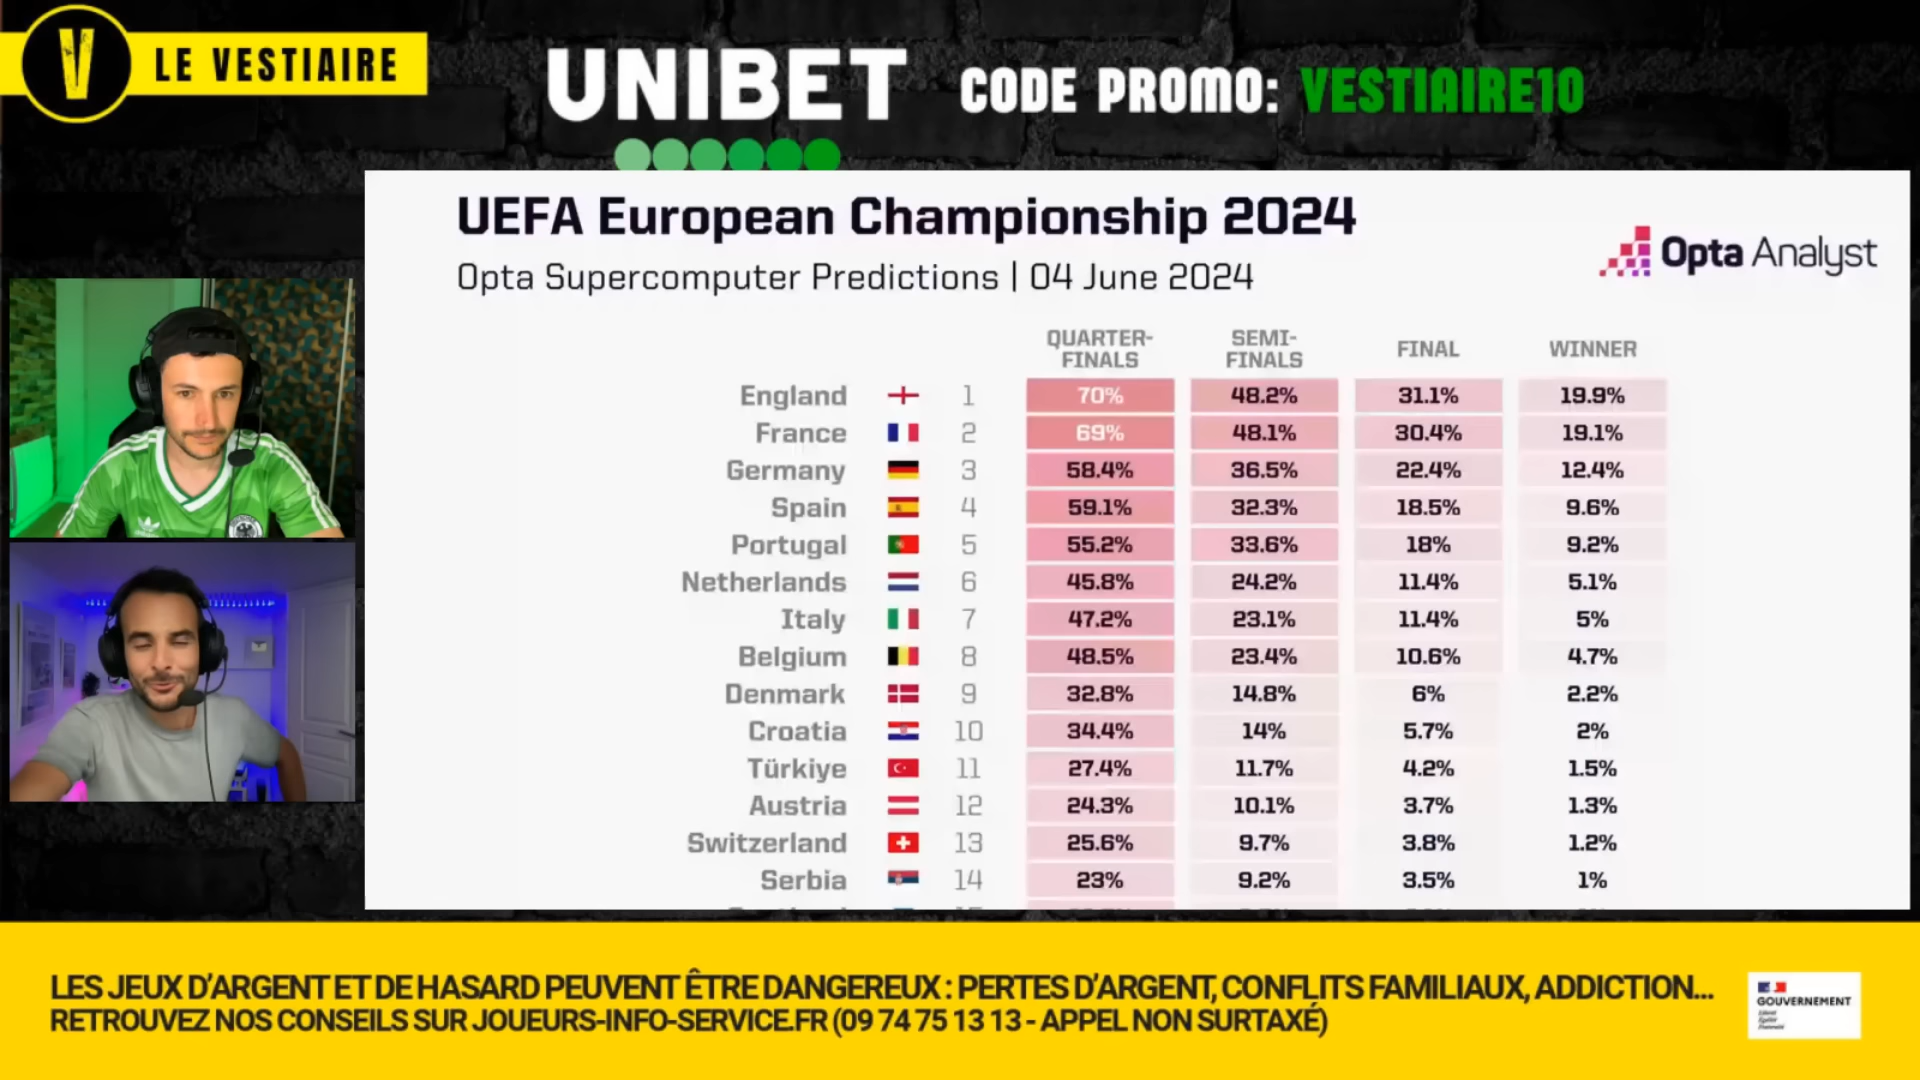 V LE VESTIAIRE
UNIBET CODE PROMO: VESTIAIRE10
UEFA European Championship 2024
Opta Supercomputer Predictions | 04 June 2024
Opta Analyst
QUARTER-FINALS SEMI-FINALS FINAL WINNER
England 1 70% 48.2% 31.1% 19.9%
France 2 69% 48.1% 30.4% 19.1%
Germany 3 58.4% 36.5% 22.4% 12.4%
Spain 4 59.1% 32.3% 18.5% 9.6%
Portugal 5 55.2% 33.6% 18% 9.2%
Netherlands 6 45.8% 24.2% 11.4% 5.1%
Italy 7 47.2% 23.1% 11.4% 5%
Belgium 8 48.5% 23.4% 10.6% 4.7%
Denmark 9 32.8% 14.8% 6% 2.2%
Croatia 10 34.4% 14% 5.7% 2%
Türkiye 11 27.4% 11.7% 4.2% 1.5%
Austria 12 24.3% 10.1% 3.7% 1.3%
Switzerland 13 25.6% 9.7% 3.8% 1.2%
Serbia 14 23% 9.2% 3.5% 1%
LES JEUX D'ARGENT ET DE HASARD PEUVENT ÊTRE DANGEREUX : PERTES D'ARGENT, CONFLITS FAMILIAUX, ADDICTION...
RETROUVEZ NOS CONSEILS SUR JOUEURS-INFO-SERVICE.FR (09 74 75 13 13 - APPEL NON SURTAXÉ)
GOUVERNEMENT